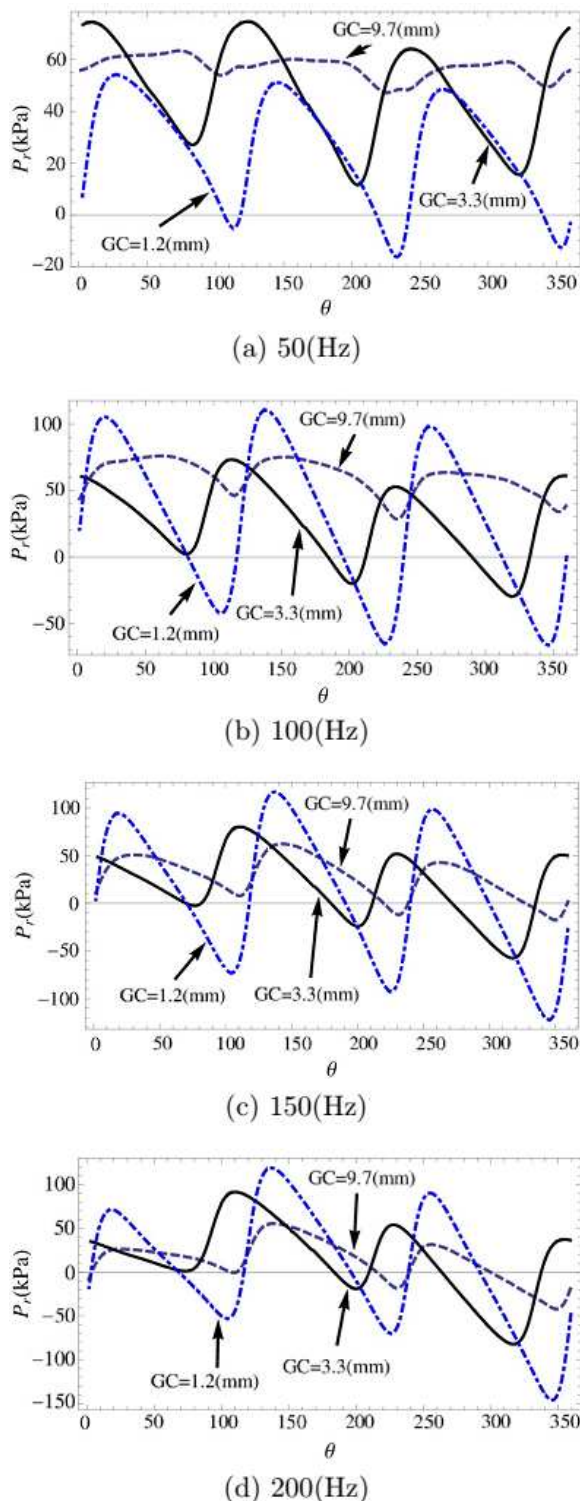 GC=9.7(mm)
60
40
20
0
−20
P_r(kPa)
GC=1.2(mm)
GC=3.3(mm)
0 50 100 150 200 250 300 350
θ
(a) 50(Hz)
100
50
0
−50
P_r(kPa)
GC=9.7(mm)
GC=3.3(mm)
GC=1.2(mm)
0 50 100 150 200 250 300 350
θ
(b) 100(Hz)
100
50
0
−50
−100
P_r(kPa)
GC=9.7(mm)
GC=1.2(mm)
GC=3.3(mm)
0 50 100 150 200 250 300 350
θ
(c) 150(Hz)
100
50
0
−50
−100
−150
P_r(kPa)
GC=9.7(mm)
GC=1.2(mm)
GC=3.3(mm)
0 50 100 150 200 250 300 350
θ
(d) 200(Hz)